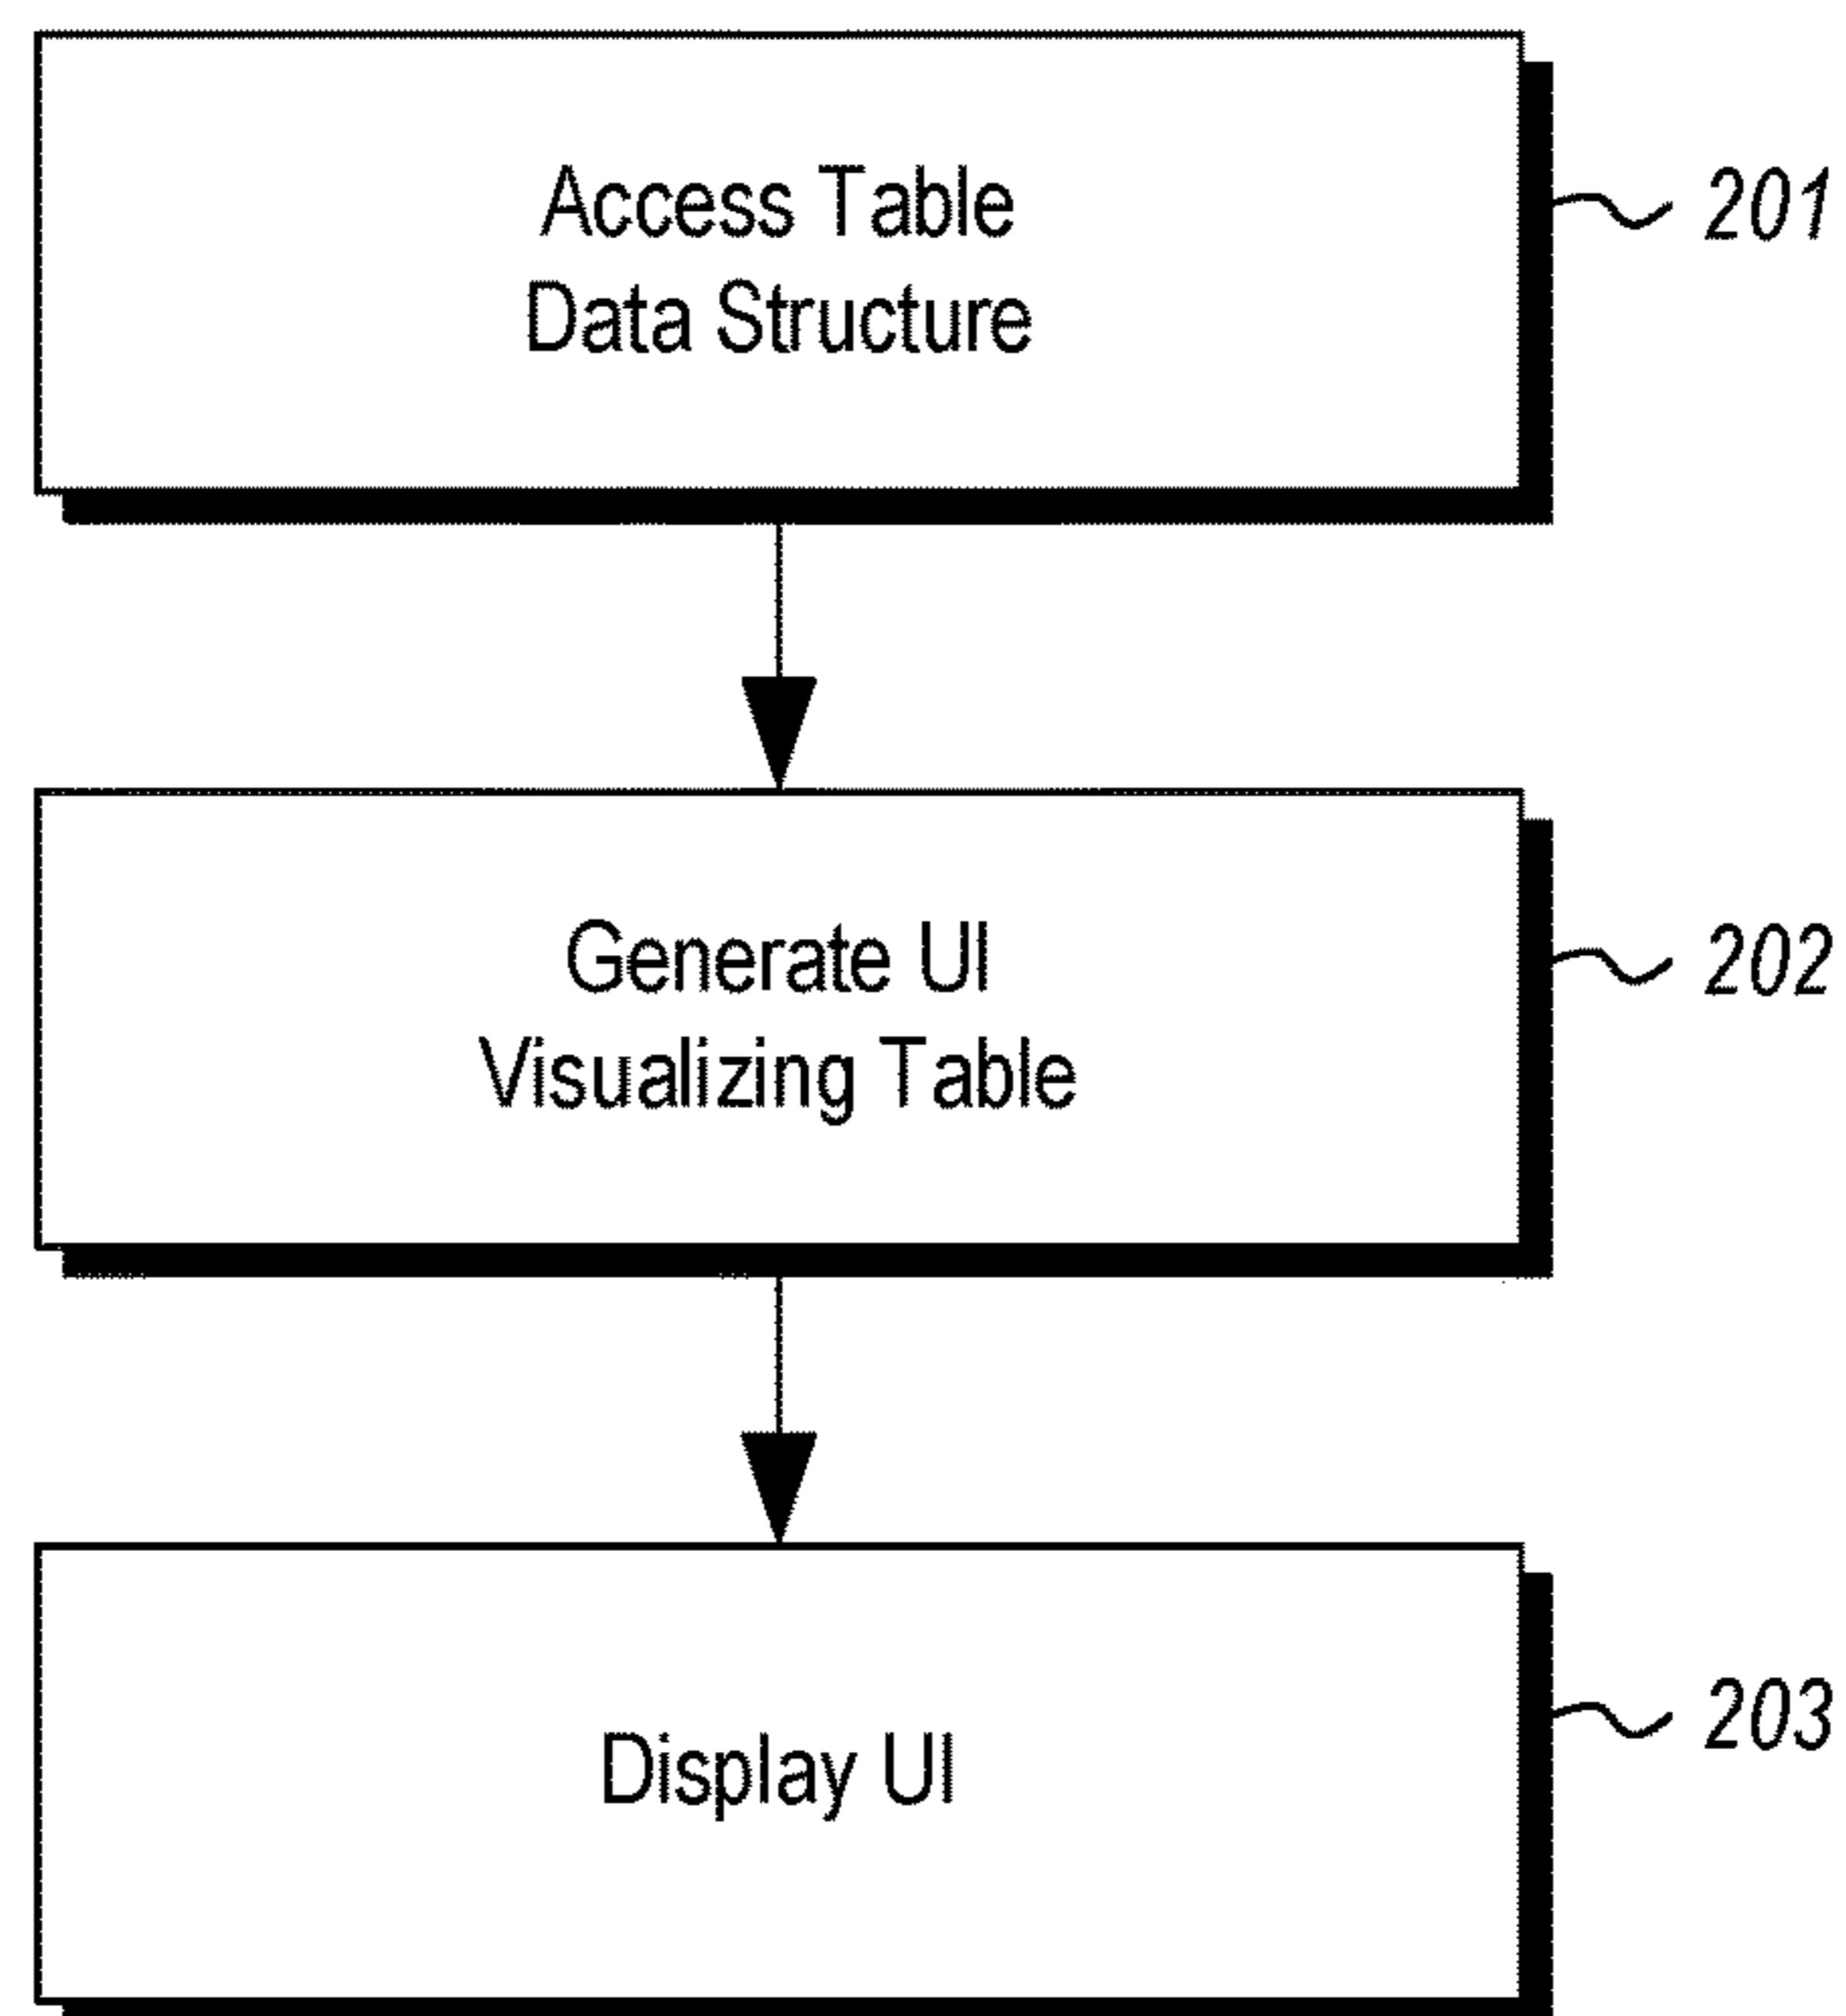 Access Table
Data Structure
201
Generate UI
Visualizing Table
202
Display UI
203